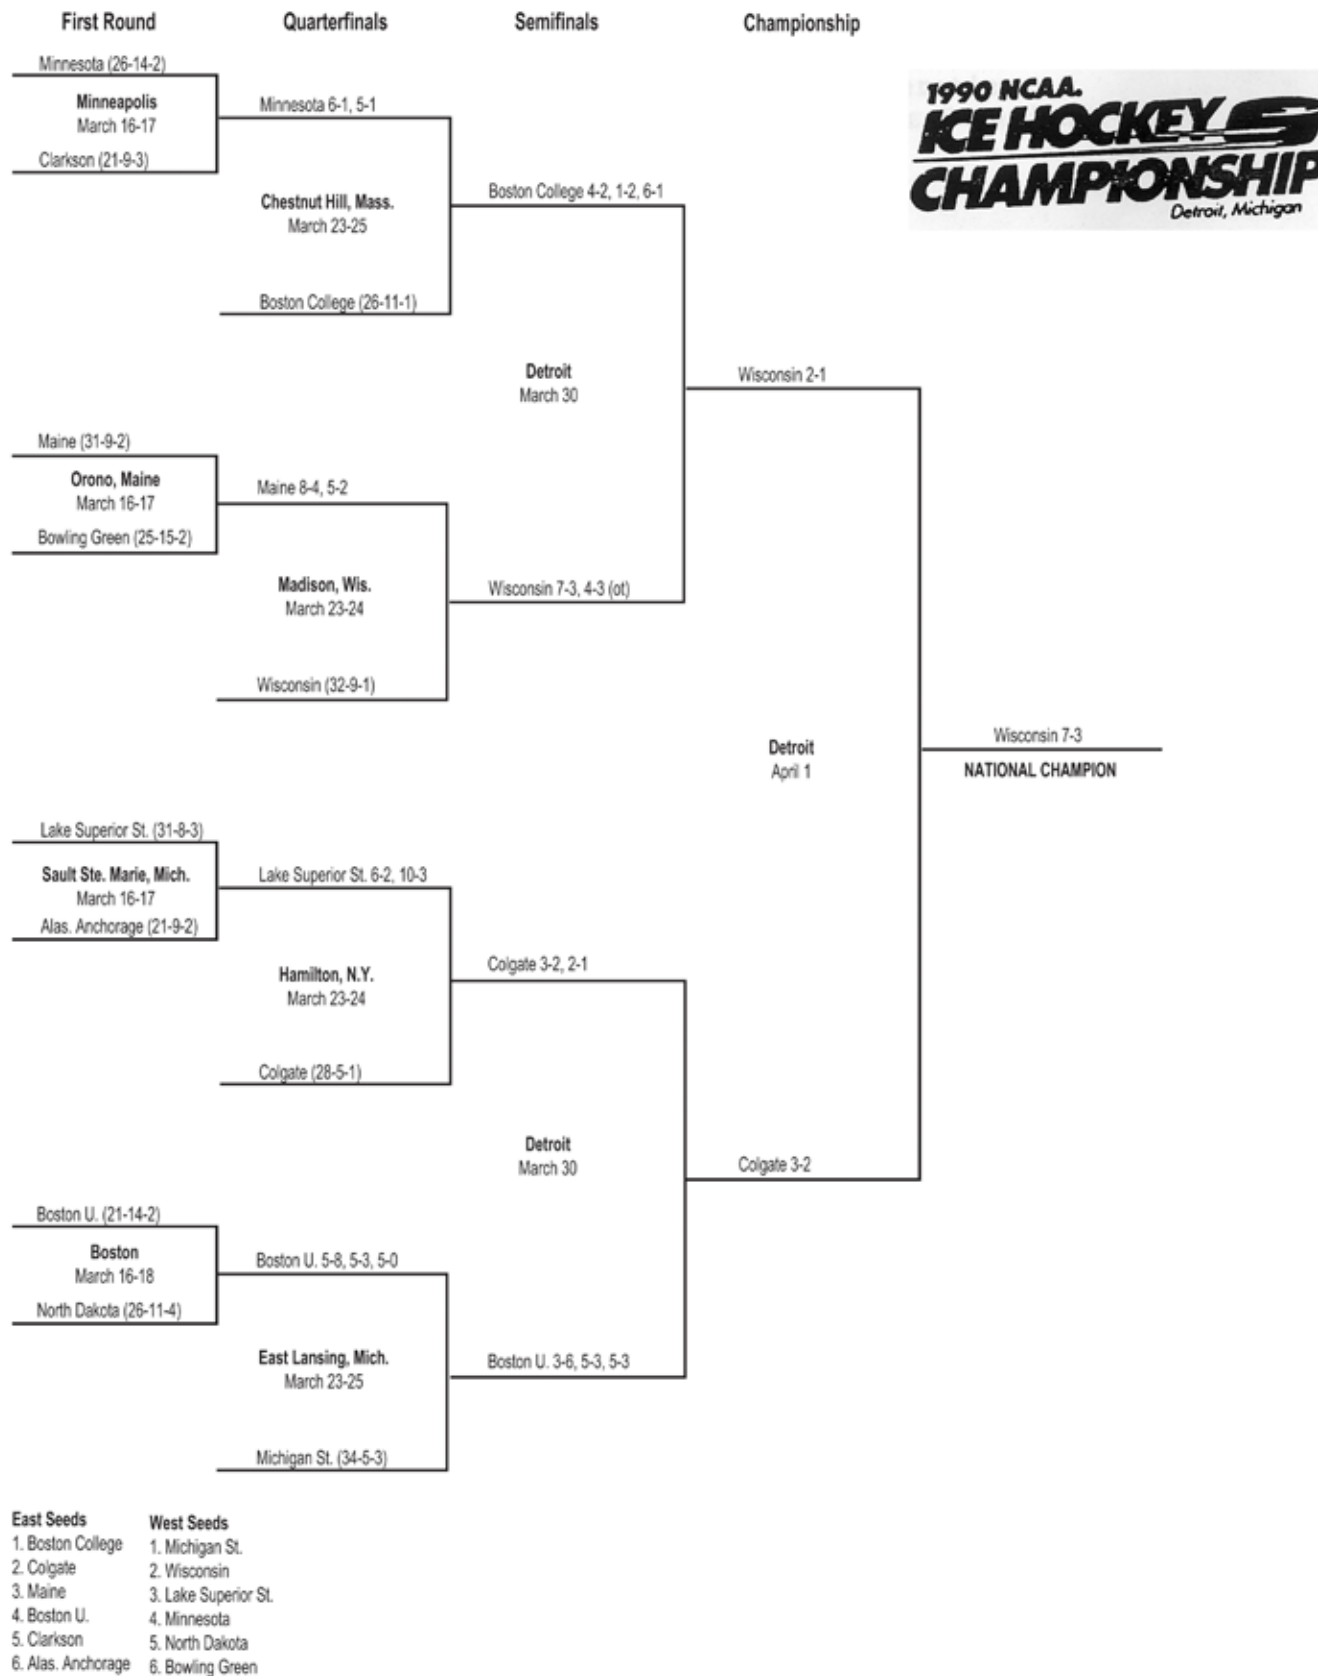 First Round
Quarterfinals
Semifinals
Championship
1990 NCAA.
ICE HOCKEY
CHAMPIONSHIP
Detroit, Michigan
Minnesota (26-14-2)
Minneapolis
March 16-17
Clarkson (21-9-3)
Minnesota 6-1, 5-1
Chestnut Hill, Mass.
March 23-25
Boston College (26-11-1)
Boston College 4-2, 1-2, 6-1
Detroit
March 30
Wisconsin 2-1
Maine (31-9-2)
Orono, Maine
March 16-17
Bowling Green (25-15-2)
Maine 8-4, 5-2
Madison, Wis.
March 23-24
Wisconsin (32-9-1)
Wisconsin 7-3, 4-3 (ot)
Detroit
April 1
Wisconsin 7-3
NATIONAL CHAMPION
Lake Superior St. (31-8-3)
Sault Ste. Marie, Mich.
March 16-17
Alas. Anchorage (21-9-2)
Lake Superior St. 6-2, 10-3
Hamilton, N.Y.
March 23-24
Colgate (28-5-1)
Colgate 3-2, 2-1
Detroit
March 30
Colgate 3-2
Boston U. (21-14-2)
Boston
March 16-18
North Dakota (26-11-4)
Boston U. 5-8, 5-3, 5-0
East Lansing, Mich.
March 23-25
Michigan St. (34-5-3)
Boston U. 3-6, 5-3, 5-3
East Seeds
1. Boston College
2. Colgate
3. Maine
4. Boston U.
5. Clarkson
6. Alas. Anchorage
West Seeds
1. Michigan St.
2. Wisconsin
3. Lake Superior St.
4. Minnesota
5. North Dakota
6. Bowling Green